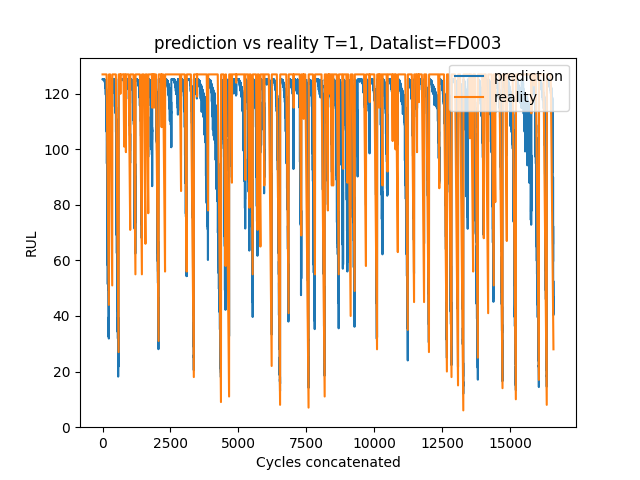 prediction vs reality T=1, Datalist=FD003
prediction
reality
RUL
120
100
80
60
40
20
0
0 2500 5000 7500 10000 12500 15000
Cycles concatenated